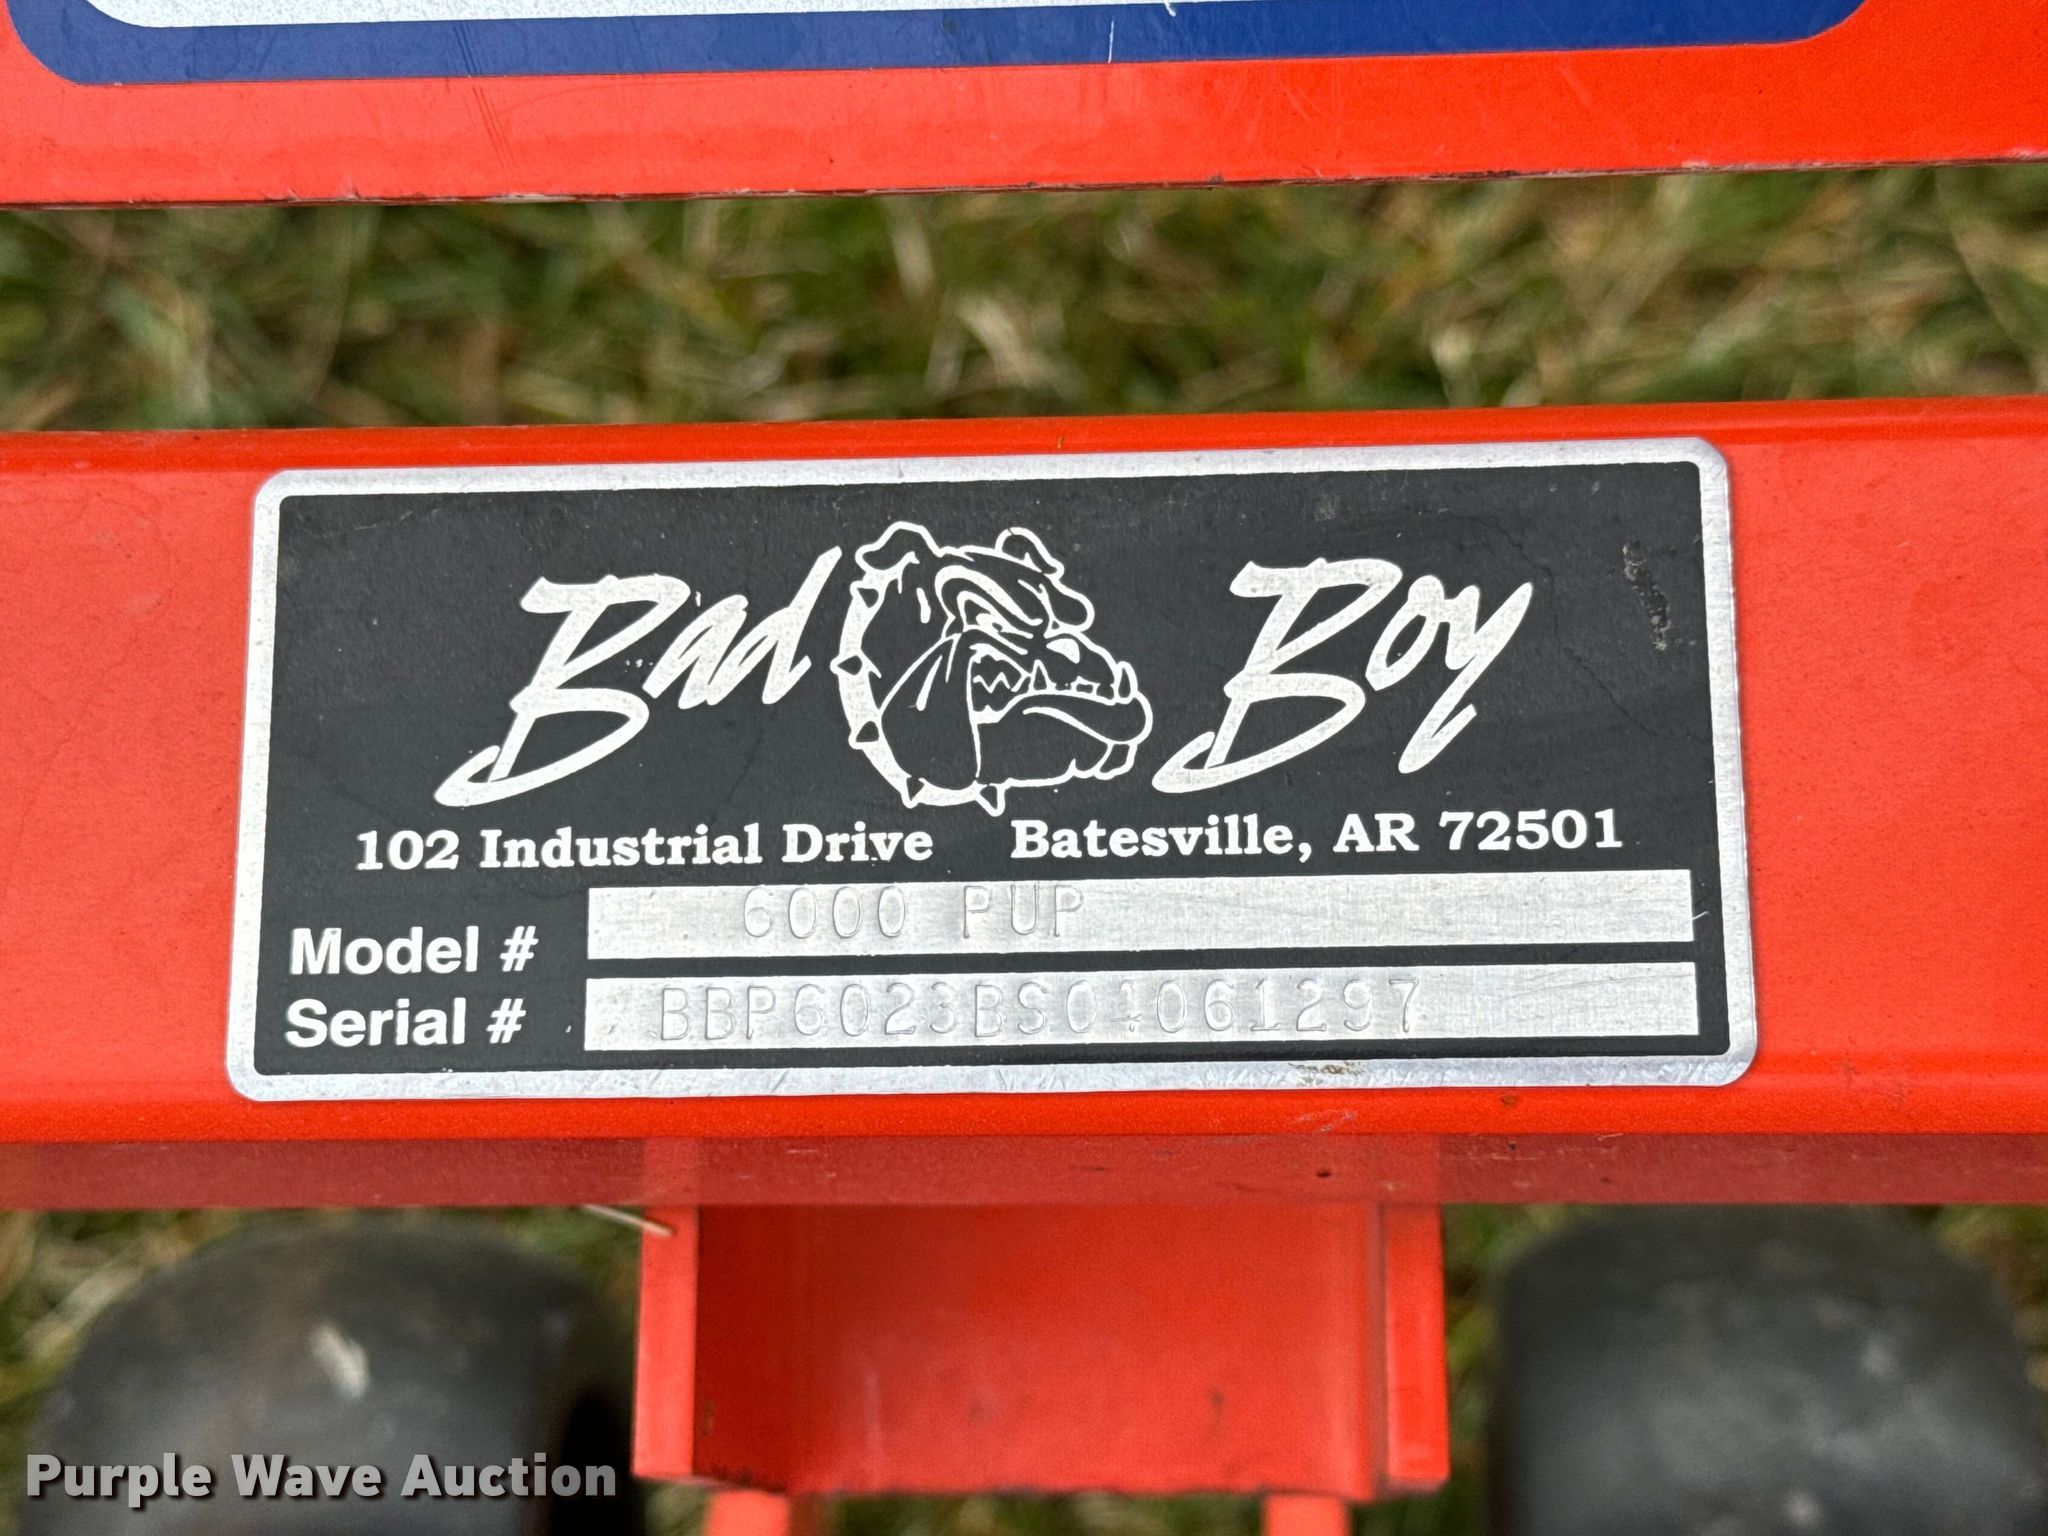 Bad Boy
102 Industrial Drive Batesville, AR 72501
Model # 6000 PUP
Serial # BBP6023BS04061297
Purple Wave Auction